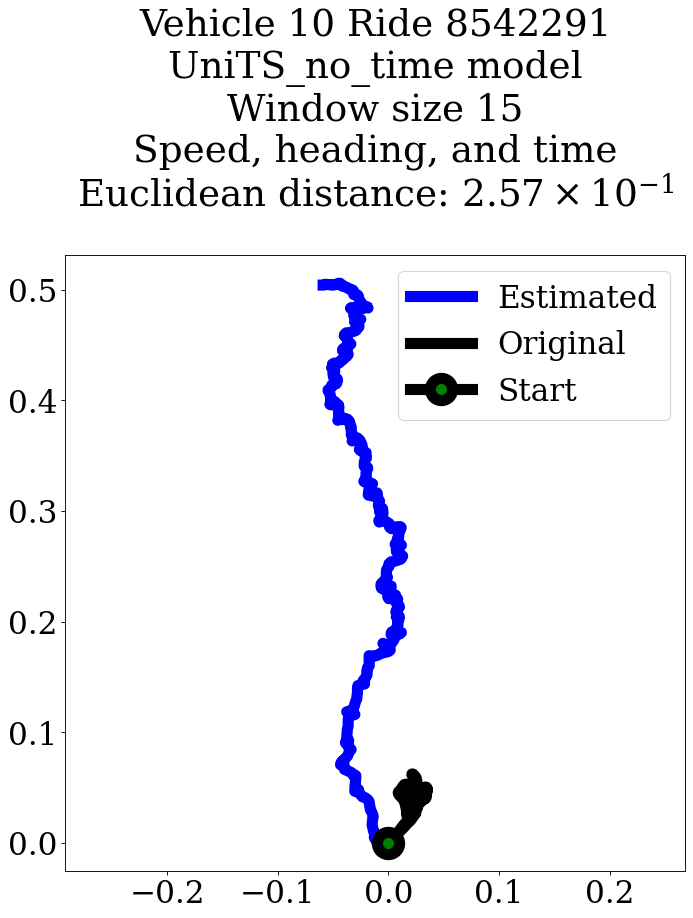 Vehicle 10 Ride 8542291
UniTS_no_time model
Window size 15
Speed, heading, and time
Euclidean distance: 2.57 × 10⁻¹
Estimated
Original
Start
0.5
0.4
0.3
0.2
0.1
0.0
−0.2 −0.1 0.0 0.1 0.2